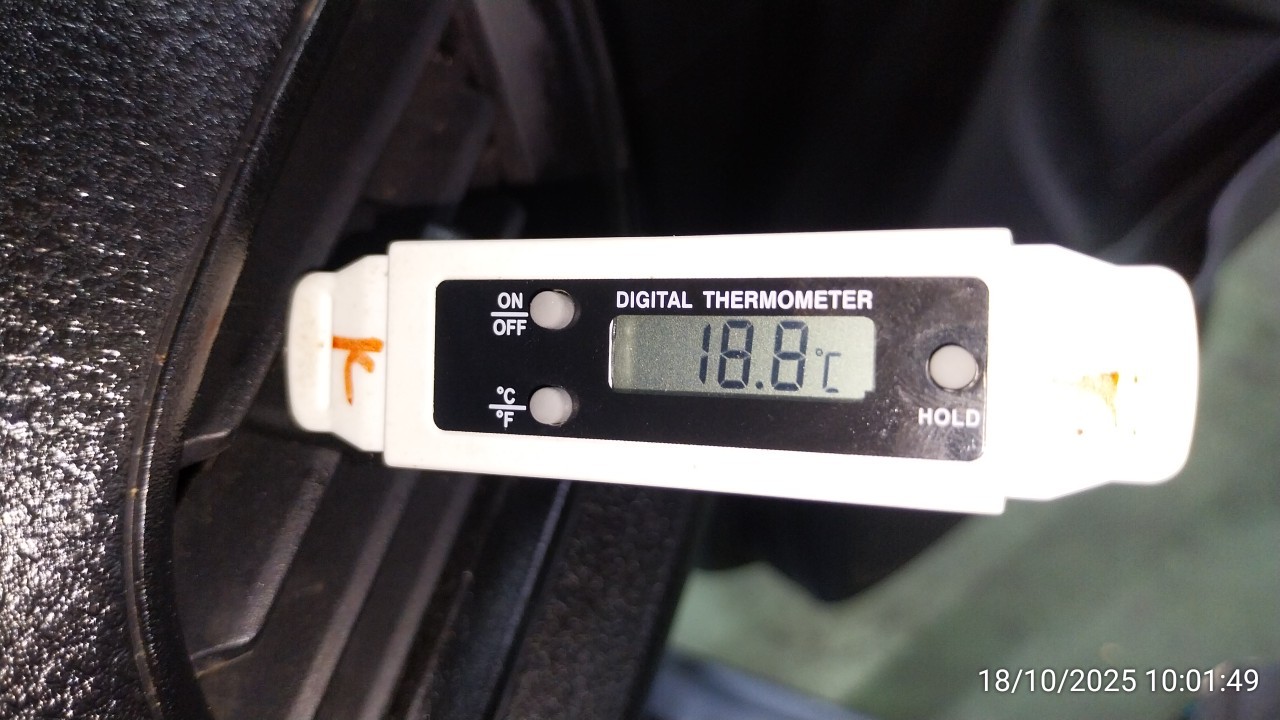 ON
OFF
DIGITAL THERMOMETER
18.8°C
°C
°F
HOLD
K
18/10/2025 10:01:49